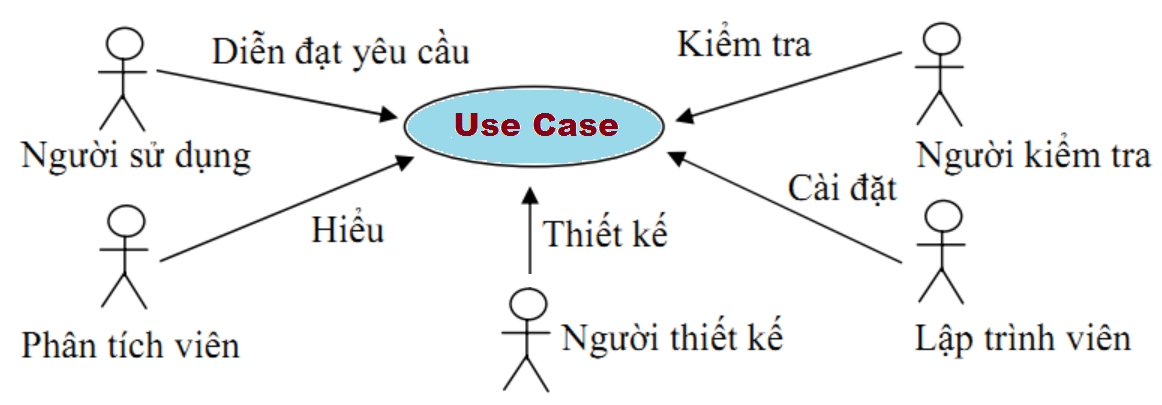 Diễn đạt yêu cầu
Kiểm tra
Use Case
Người sử dụng
Người kiểm tra
Cài đặt
Hiểu
Thiết kế
Phân tích viên
Người thiết kế
Lập trình viên